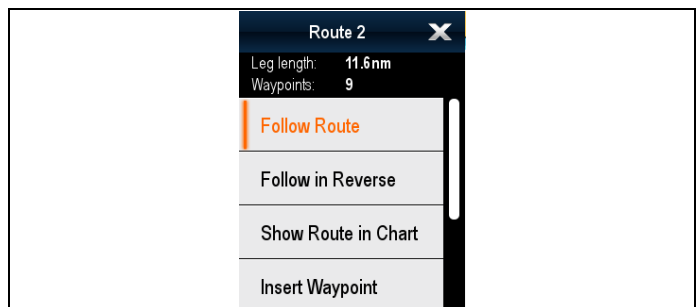 Route 2
Leg length: 11.6nm
Waypoints: 9
Follow Route
Follow in Reverse
Show Route in Chart
Insert Waypoint